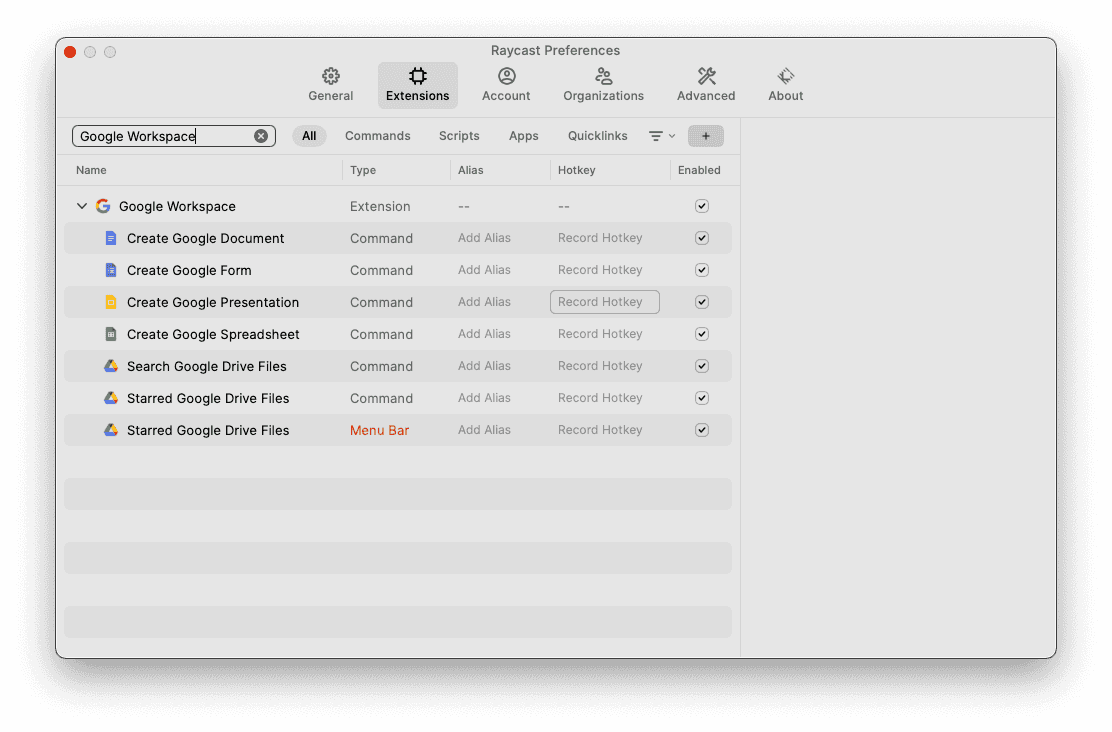 Raycast Preferences
General Extensions Account Organizations Advanced About
Google Workspace All Commands Scripts Apps Quicklinks +
Name Type Alias Hotkey Enabled
Google Workspace Extension -- --
Create Google Document Command Add Alias Record Hotkey
Create Google Form Command Add Alias Record Hotkey
Create Google Presentation Command Add Alias Record Hotkey
Create Google Spreadsheet Command Add Alias Record Hotkey
Search Google Drive Files Command Add Alias Record Hotkey
Starred Google Drive Files Command Add Alias Record Hotkey
Starred Google Drive Files Menu Bar Add Alias Record Hotkey